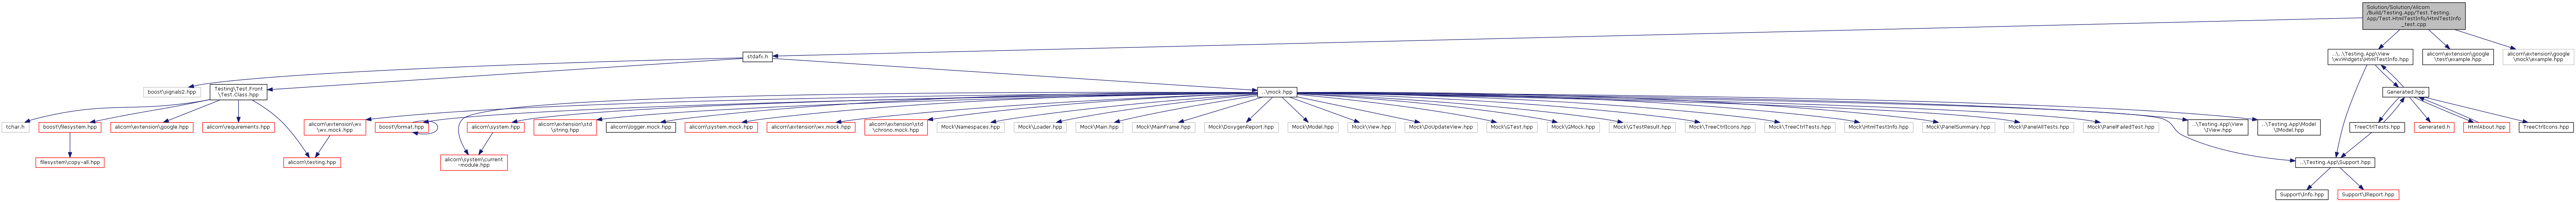 Solution/Solution/Alicorn
/Build/Testing.App/Test.Testing.
App/Test.HtmlTestInfo/HtmlTestInfo
_test.cpp
stdafx.h
..\..\Testing.App\View
\wxWidgets\HtmlTestInfo.hpp
alicorn\extension\google
\test\example.hpp
alicorn\extension\google
\mock\example.hpp
boost\signals2.hpp
Testing\Test.Front
\Test.Class.hpp
..\mock.hpp
Generated.hpp
tchar.h
boost\filesystem.hpp
alicorn\extension\google.hpp
alicorn\requirements.hpp
alicorn\extension\wx
\wx.mock.hpp
boost\format.hpp
alicorn\system.hpp
alicorn\extension\std
\string.hpp
alicorn\logger.mock.hpp
alicorn\system.mock.hpp
alicorn\extension\wx.mock.hpp
alicorn\extension\std
\chrono.mock.hpp
Mock\Namespaces.hpp
Mock\Loader.hpp
Mock\Main.hpp
Mock\MainFrame.hpp
Mock\DoxygenReport.hpp
Mock\Model.hpp
Mock\View.hpp
Mock\DoUpdateView.hpp
Mock\GTest.hpp
Mock\GMock.hpp
Mock\GTestResult.hpp
Mock\TreeCtrlIcons.hpp
Mock\TreeCtrlTests.hpp
Mock\HtmlTestInfo.hpp
Mock\PanelSummary.hpp
Mock\PanelAllTests.hpp
Mock\PanelFailedTest.hpp
..\Testing.App\View
\IView.hpp
..\Testing.App\Model
\IModel.hpp
TreeCtrlTests.hpp
Generated.h
HtmlAbout.hpp
TreeCtrlIcons.hpp
filesystem\copy-all.hpp
alicorn\testing.hpp
alicorn\system\current
-module.hpp
..\Testing.App\Support.hpp
Support\Info.hpp
Support\IReport.hpp